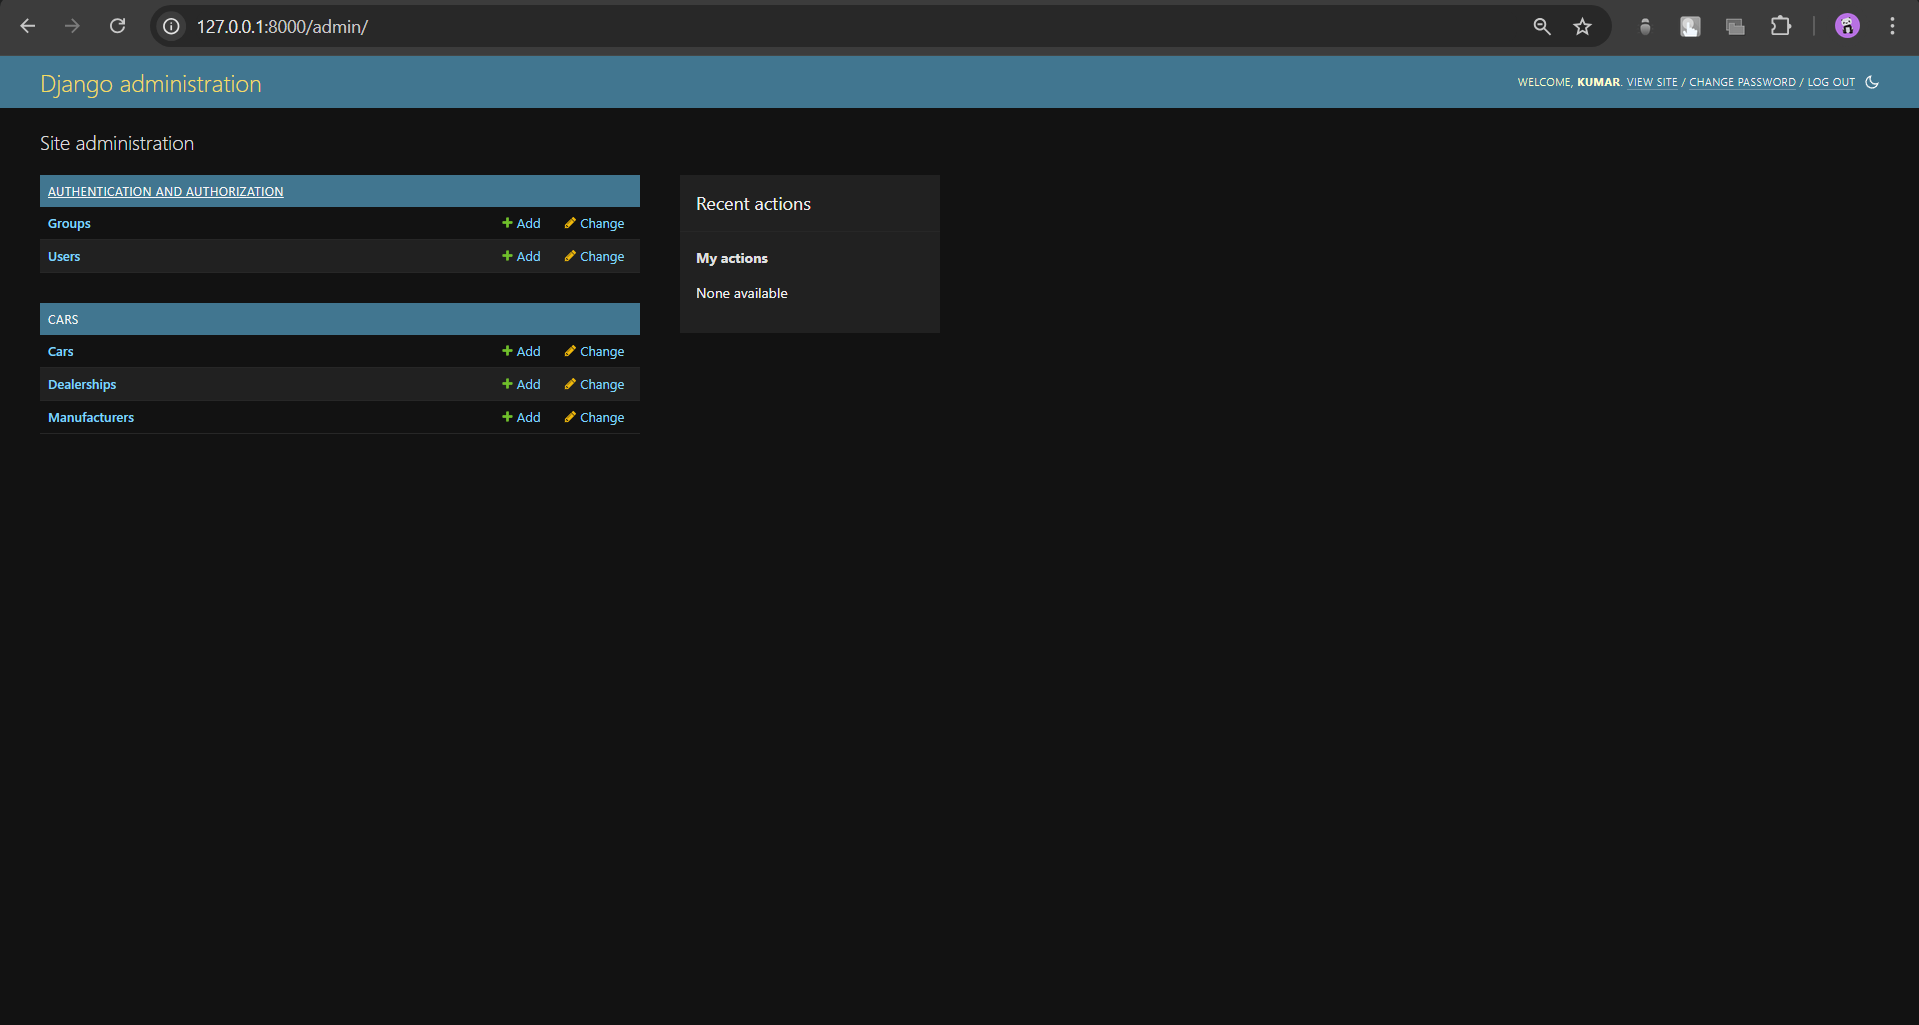 127.0.0.1:8000/admin/
Django administration
WELCOME, KUMAR. VIEW SITE / CHANGE PASSWORD / LOG OUT
Site administration
AUTHENTICATION AND AUTHORIZATION
Groups Add Change
Users Add Change
CARS
Cars Add Change
Dealerships Add Change
Manufacturers Add Change
Recent actions
My actions
None available